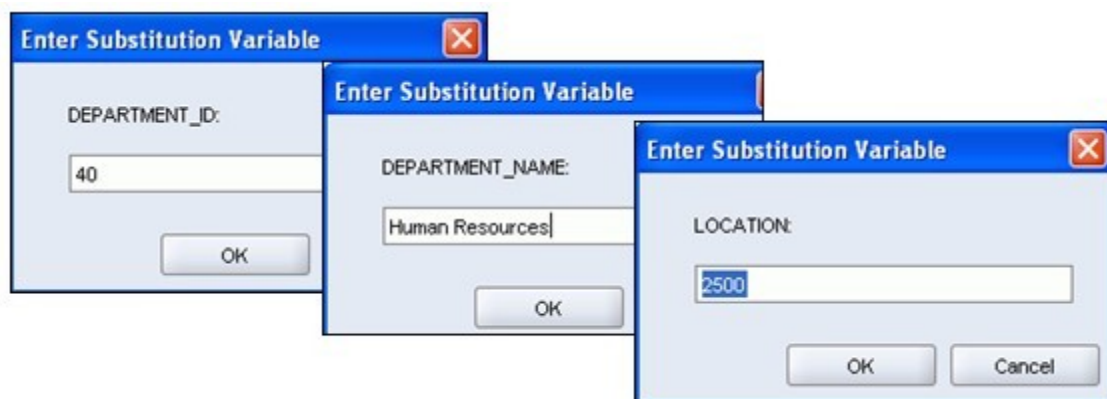 Enter Substitution Variable
DEPARTMENT_ID:
40
OK
Enter Substitution Variable
DEPARTMENT_NAME:
Human Resources
OK
Enter Substitution Variable
LOCATION:
2500
OK
Cancel